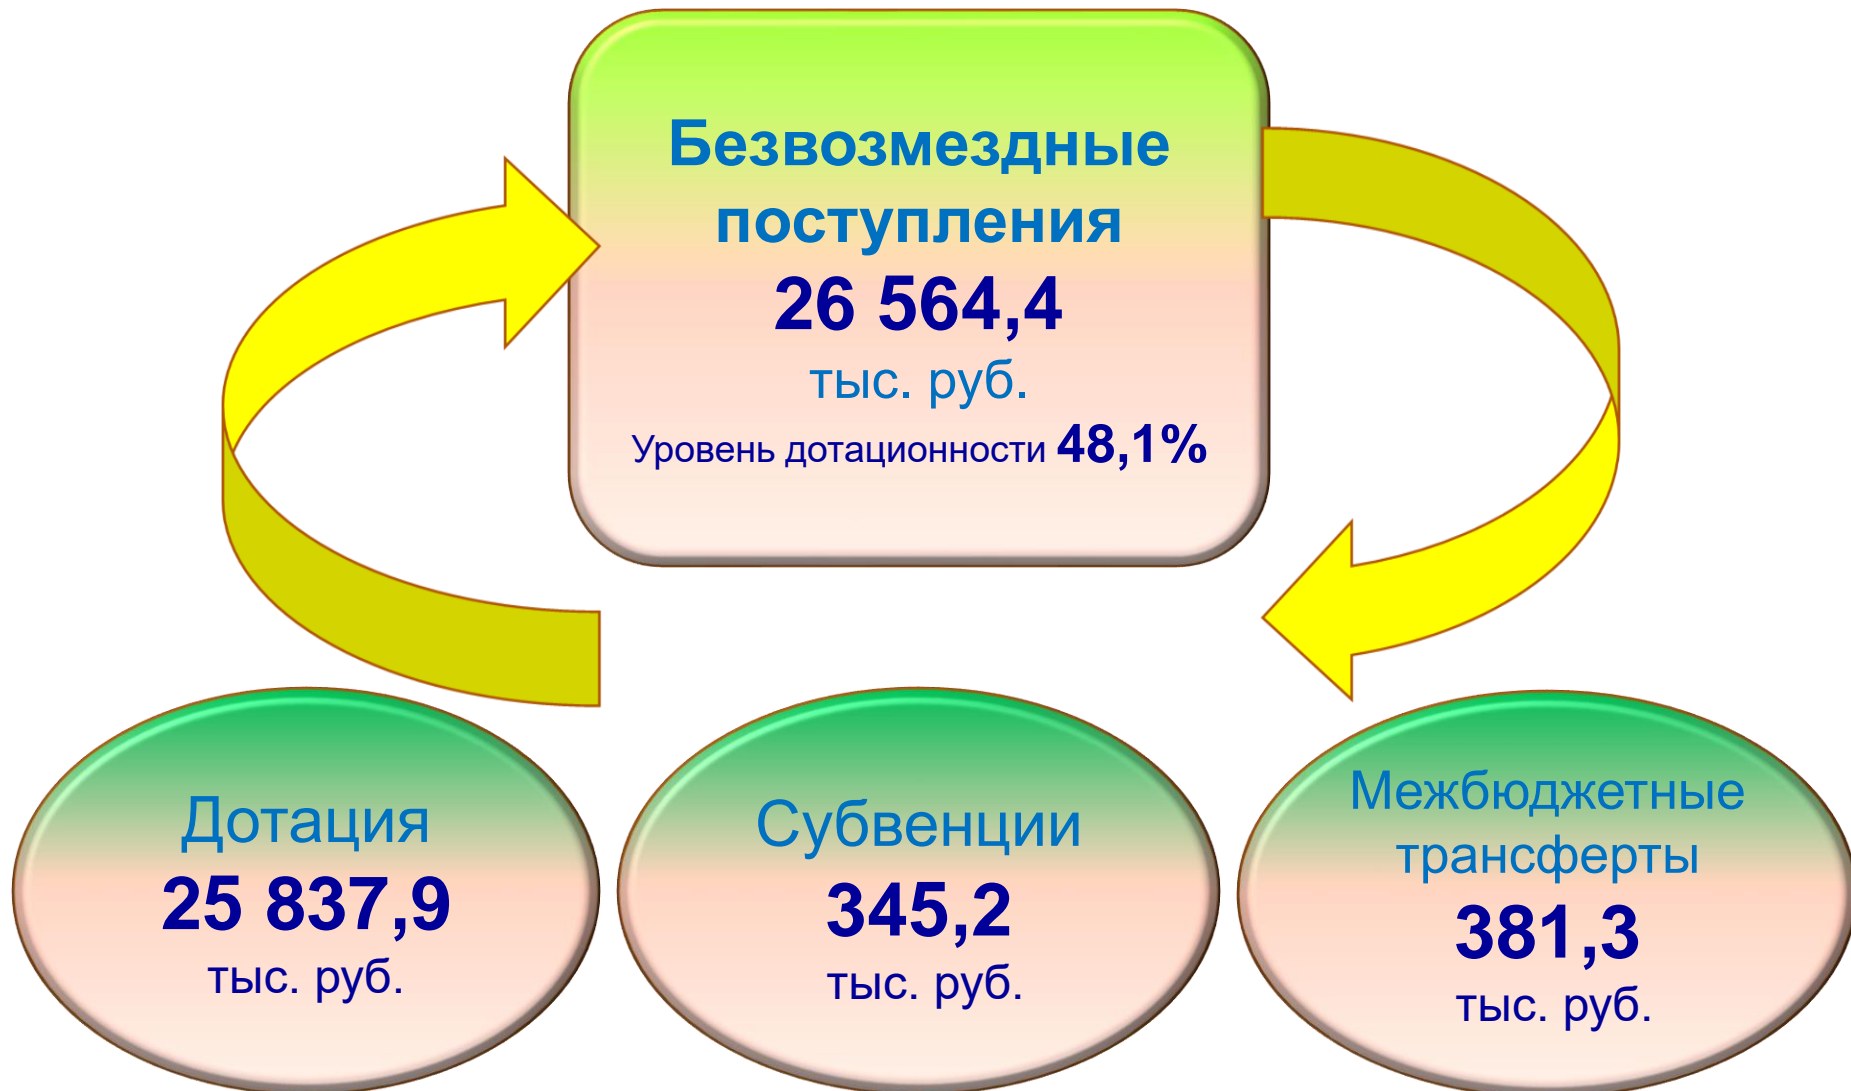 Безвозмездные
поступления
26 564,4
тыс. руб.
Уровень дотационности 48,1%
Дотация
25 837,9
тыс. руб.
Субвенции
345,2
тыс. руб.
Межбюджетные
трансферты
381,3
тыс. руб.